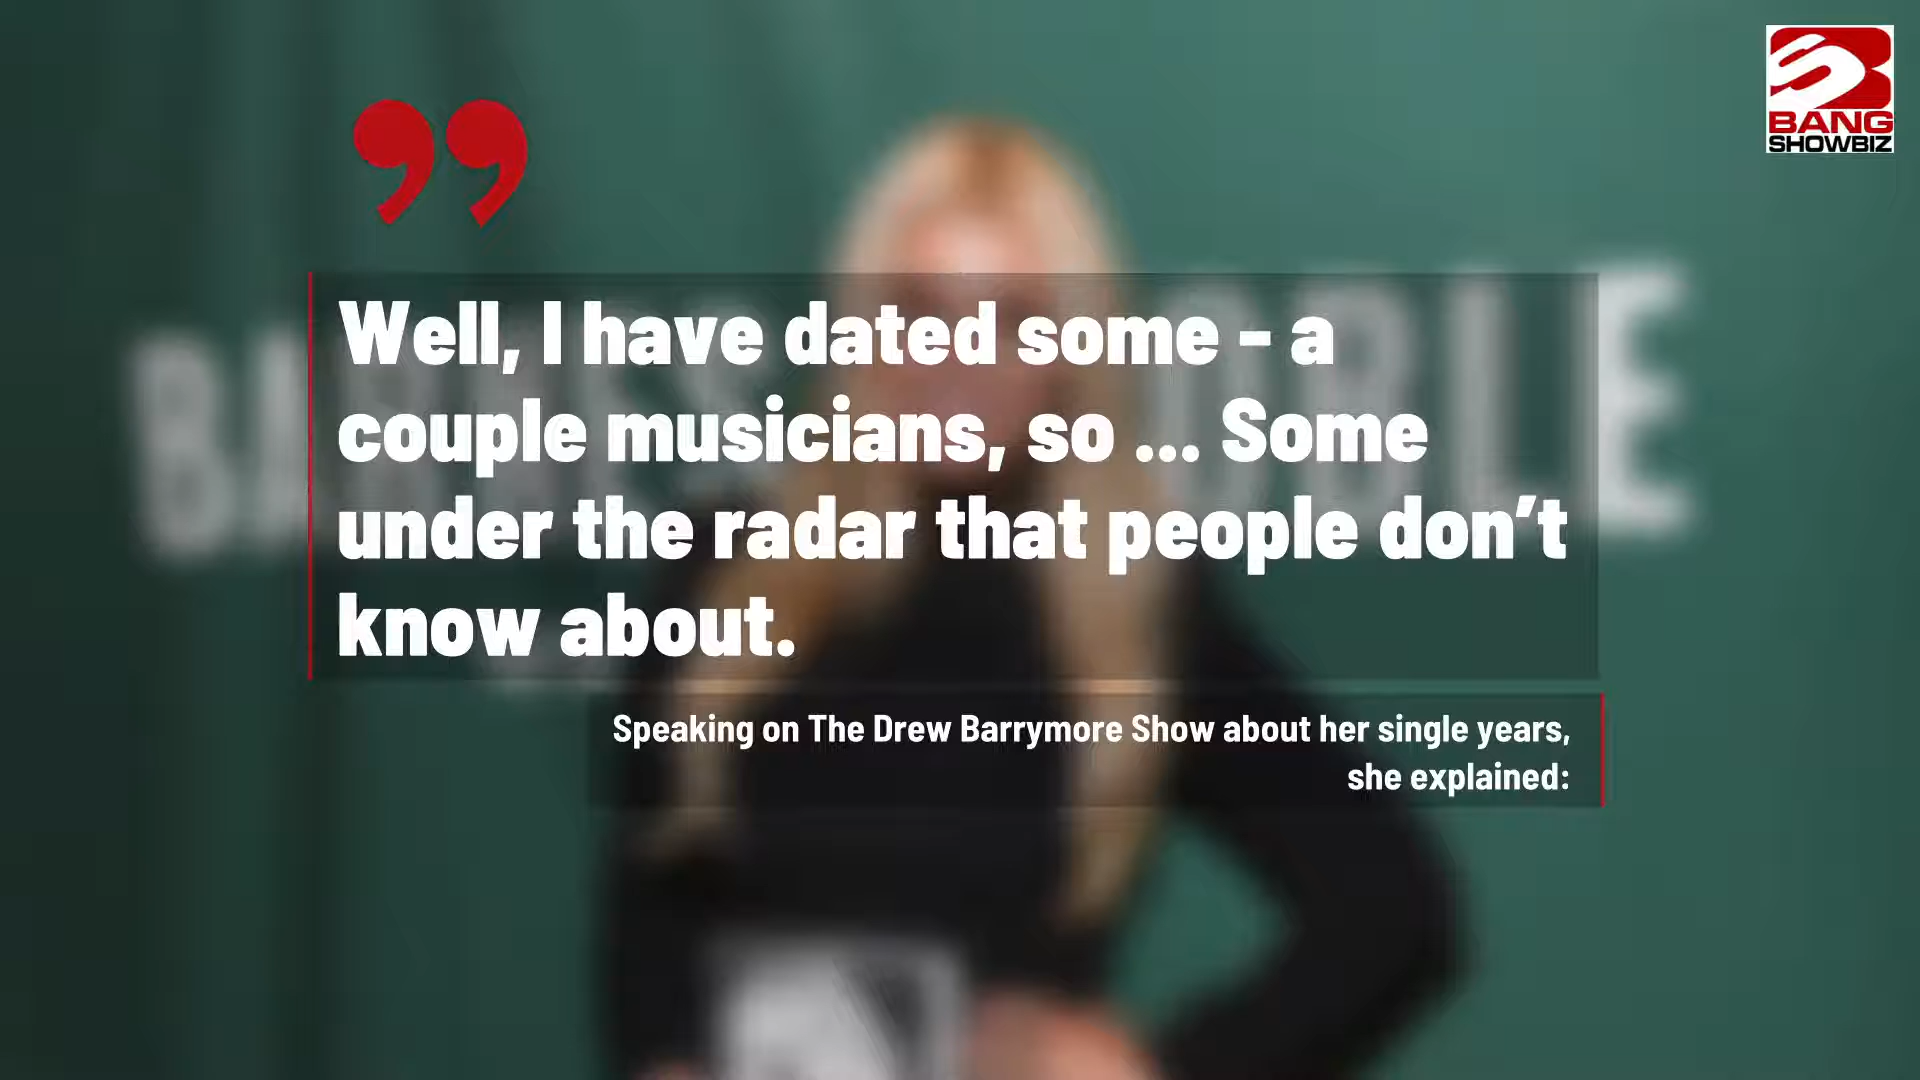 BANG
SHOWBIZ
Well, I have dated some - a
couple musicians, so ... Some
under the radar that people don’t
know about.
Speaking on The Drew Barrymore Show about her single years,
she explained: